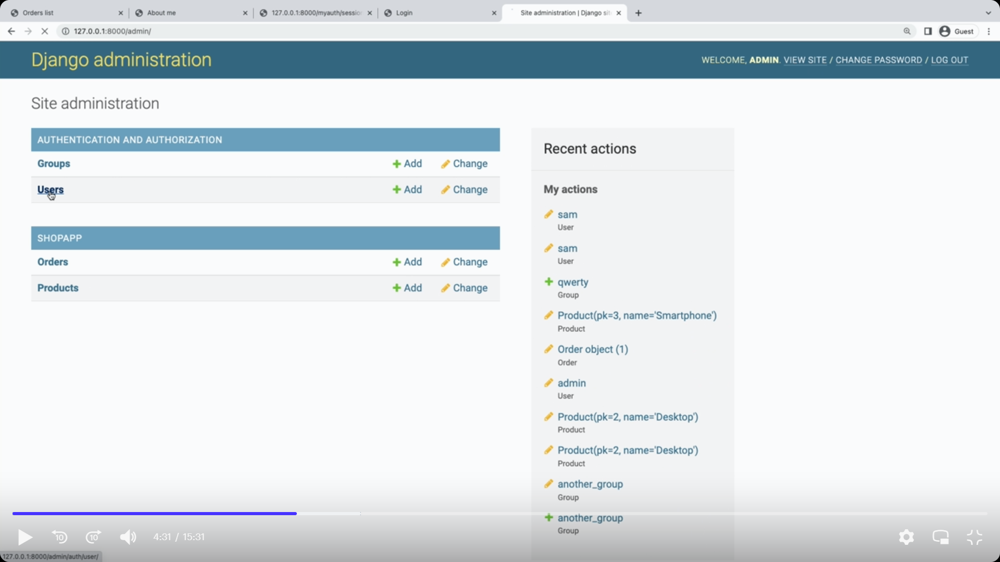 Orders list
About me
127.0.0.1:8000/myauth/session
Login
Site administration | Django site
127.0.0.1:8000/admin/
Guest
Django administration
WELCOME, ADMIN. VIEW SITE / CHANGE PASSWORD / LOG OUT
Site administration
AUTHENTICATION AND AUTHORIZATION
Groups Add Change
Users Add Change
SHOPAPP
Orders Add Change
Products Add Change
Recent actions
My actions
sam
User
sam
User
qwerty
Group
Product(pk=3, name='Smartphone')
Product
Order object (1)
Order
admin
User
Product(pk=2, name='Desktop')
Product
Product(pk=2, name='Desktop')
Product
another_group
Group
another_group
Group
10 10 4:31 / 15:31
127.0.0.1:8000/admin/auth/user/